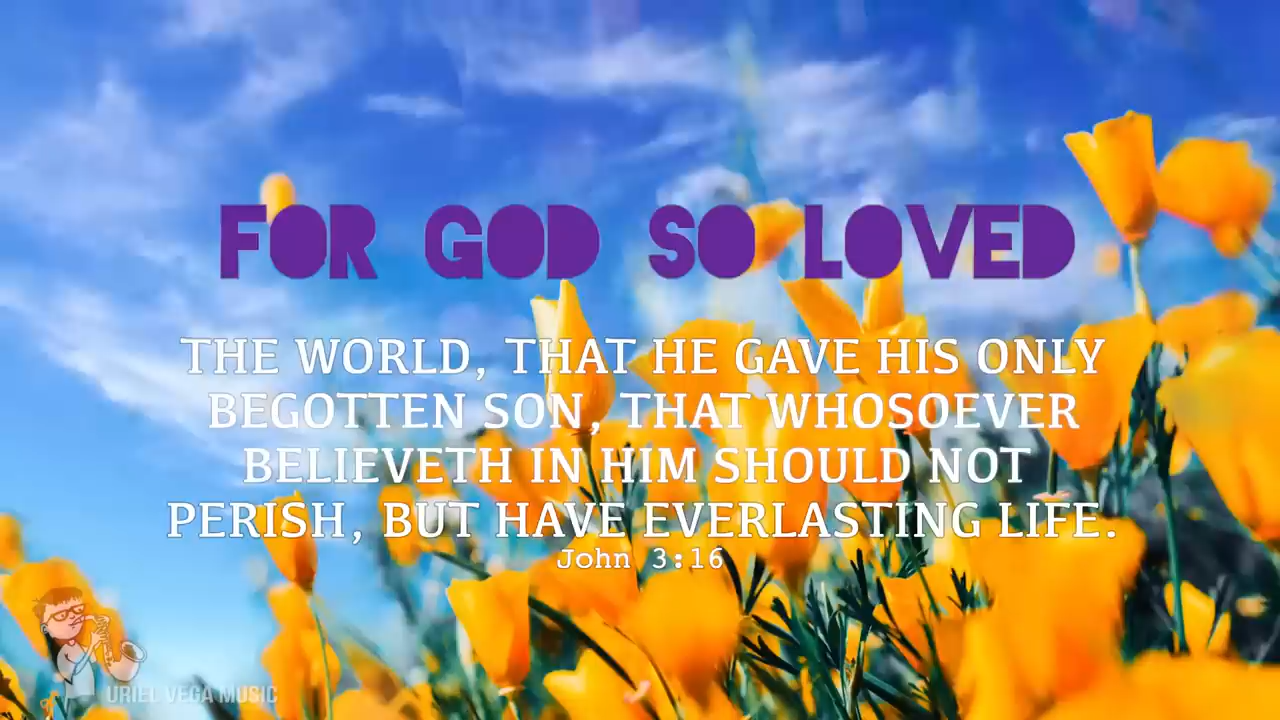 FOR GOD SO LOVED
THE WORLD, THAT HE GAVE HIS ONLY
BEGOTTEN SON, THAT WHOSOEVER
BELIEVETH IN HIM SHOULD NOT
PERISH, BUT HAVE EVERLASTING LIFE.
John 3:16
URIEL VEGA MUSIC